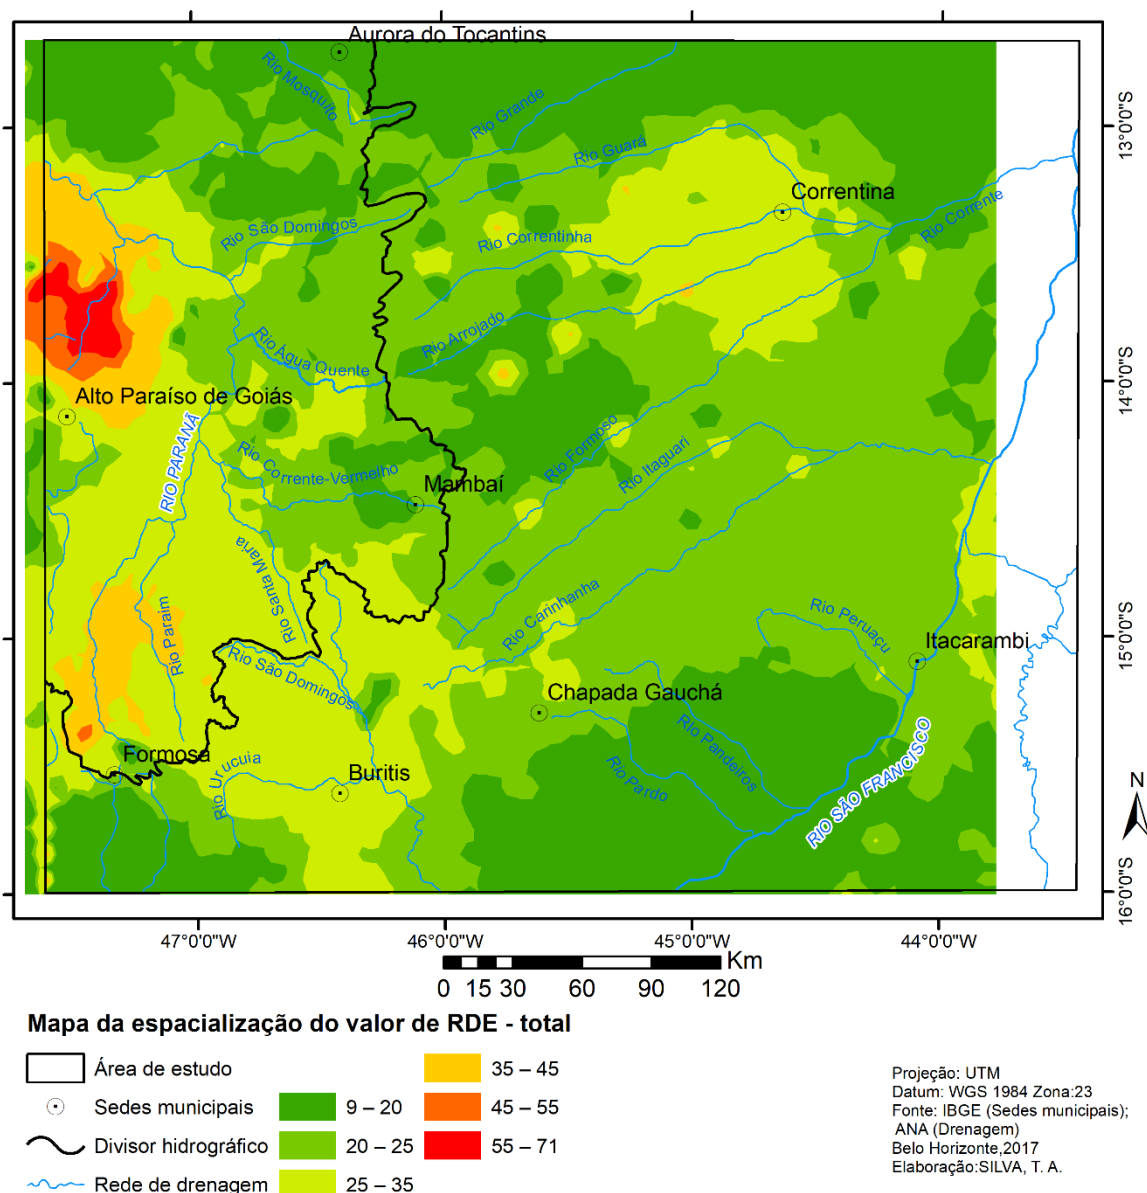 Aurora do Tocantins
Rio Mosquito
Rio Grande
Rio Guará
13°0'0"S
Correntina
Rio Corrente
Rio São Domingos
Rio Correntinha
Rio Arrojado
Rio Água Quente
14°0'0"S
Alto Paraíso de Goiás
RIO PARANÃ
Rio Formoso
Rio Itaguari
Rio Corrente-Vermelho
Mambaí
Rio Santa Maria
Rio Paraim
Rio Carinhanha
Rio Peruaçu
15°0'0"S
Itacarambi
Rio São Domingos
Chapada Gauchá
Rio Pandeiros
Rio Pardo
RIO SÃO FRANCISCO
Formosa
Rio Urucuia
Buritis
N
16°0'0"S
47°0'0"W 46°0'0"W 45°0'0"W 44°0'0"W
Km
0 15 30 60 90 120
Mapa da espacialização do valor de RDE - total
Área de estudo
Sedes municipais
Divisor hidrográfico
Rede de drenagem
9 – 20
20 – 25
25 – 35
35 – 45
45 – 55
55 – 71
Projeção: UTM
Datum: WGS 1984 Zona:23
Fonte: IBGE (Sedes municipais);
ANA (Drenagem)
Belo Horizonte,2017
Elaboração:SILVA, T. A.